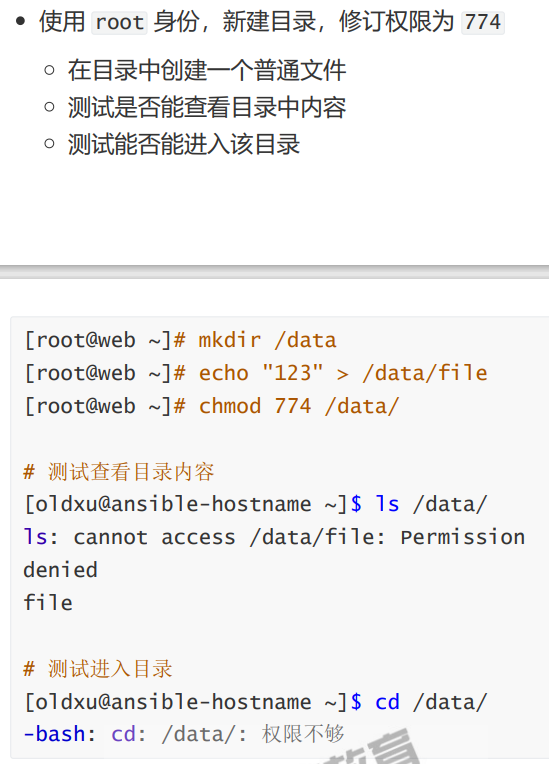 使用 root 身份，新建目录，修订权限为 774
在目录中创建一个普通文件
测试是否能查看目录中内容
测试能否能进入该目录
[root@web ~]# mkdir /data
[root@web ~]# echo "123" > /data/file
[root@web ~]# chmod 774 /data/
# 测试查看目录内容
[oldxu@ansible-hostname ~]$ ls /data/
ls: cannot access /data/file: Permission
denied
file
# 测试进入目录
[oldxu@ansible-hostname ~]$ cd /data/
-bash: cd: /data/: 权限不够